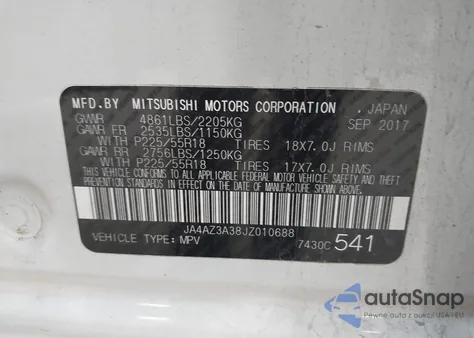 MFD.BY MITSUBISHI MOTORS CORPORATION , JAPAN
GVWR 4861LBS/2205KG SEP 2017
GAWR FR 2535LBS/1150KG
WITH P225/55R18 TIRES 18X7.0J RIMS
GAWR RR 2756LBS/1250KG
WITH P225/55R18 TIRES 17X7.0J RIMS
THIS VEHICLE CONFORMS TO ALL APPLICABLE FEDERAL
MOTOR VEHICLE SAFETY AND THEFT PREVENTION STANDARDS IN
EFFECT ON THE DATE OF MANUFACTURE SHOWN ABOVE.
JA4AZ3A38JZ010688
VEHICLE TYPE: MPV 7430C 541
autoSnap